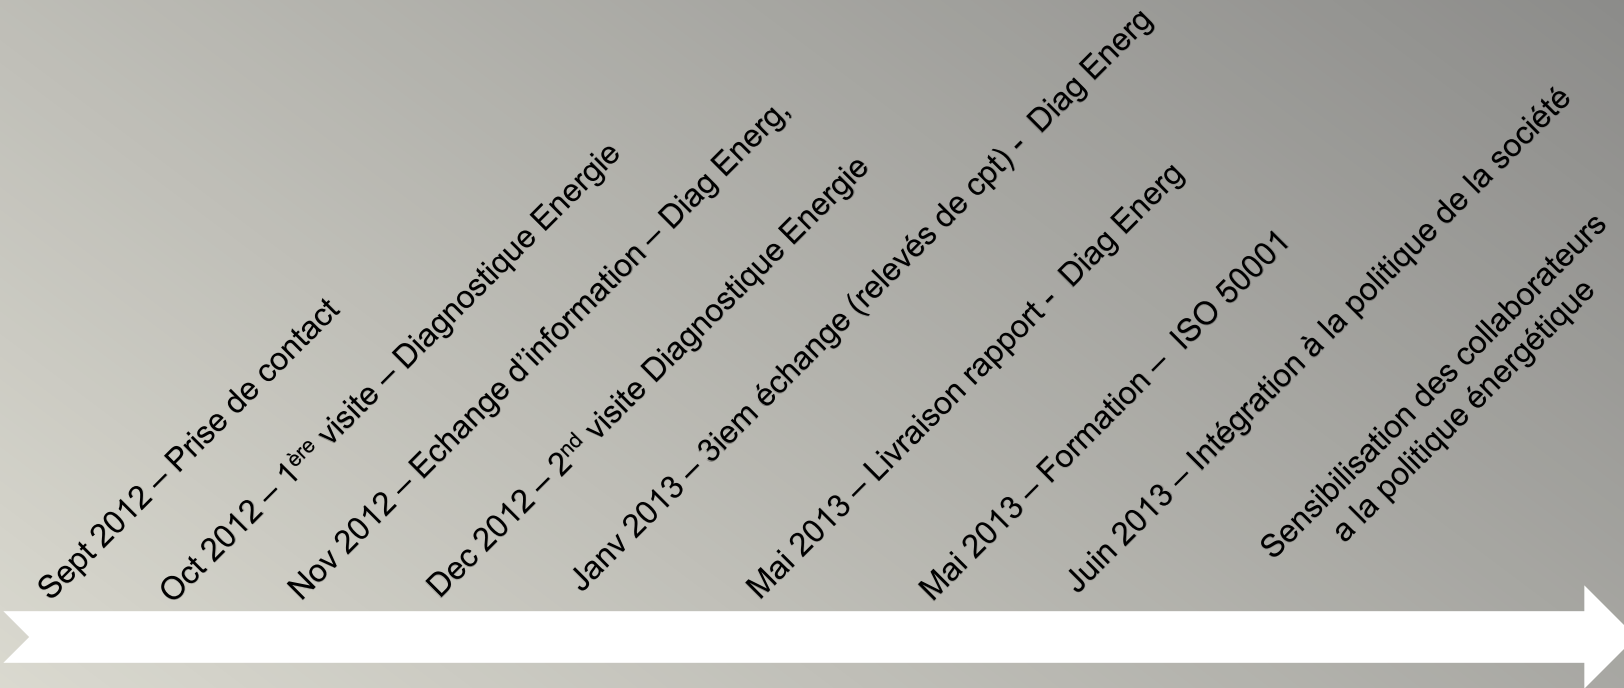 Sept 2012 – Prise de contact
Oct 2012 – 1ère visite – Diagnostique Energie
Nov 2012 – Echange d'information – Diag Energ,
Dec 2012 – 2nd visite Diagnostique Energie
Janv 2013 – 3iem échange (relevés de cpt) - Diag Energ
Mai 2013 – Livraison rapport - Diag Energ
Mai 2013 – Formation – ISO 50001
Juin 2013 – Intégration à la politique de la société
Sensibilisation des collaborateurs
a la politique énergétique